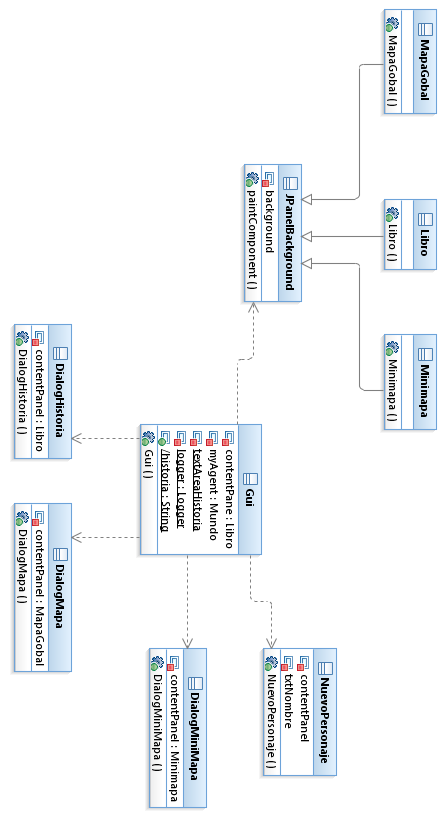 MapaGobal
MapaGobal ( )
Libro
Libro ( )
Minimapa
Minimapa ( )
JPanelBackground
background
paintComponent ( )
Gui
contentPane : Libro
myAgent : Mundo
textAreaHistoria
logger : Logger
/historia : String
Gui ( )
DialogHistoria
contentPanel : Libro
DialogHistoria ( )
DialogMapa
contentPanel : MapaGobal
DialogMapa ( )
DialogMiniMapa
contentPanel : Minimapa
DialogMiniMapa ( )
NuevoPersonaje
contentPanel
txtNombre
NuevoPersonaje ( )